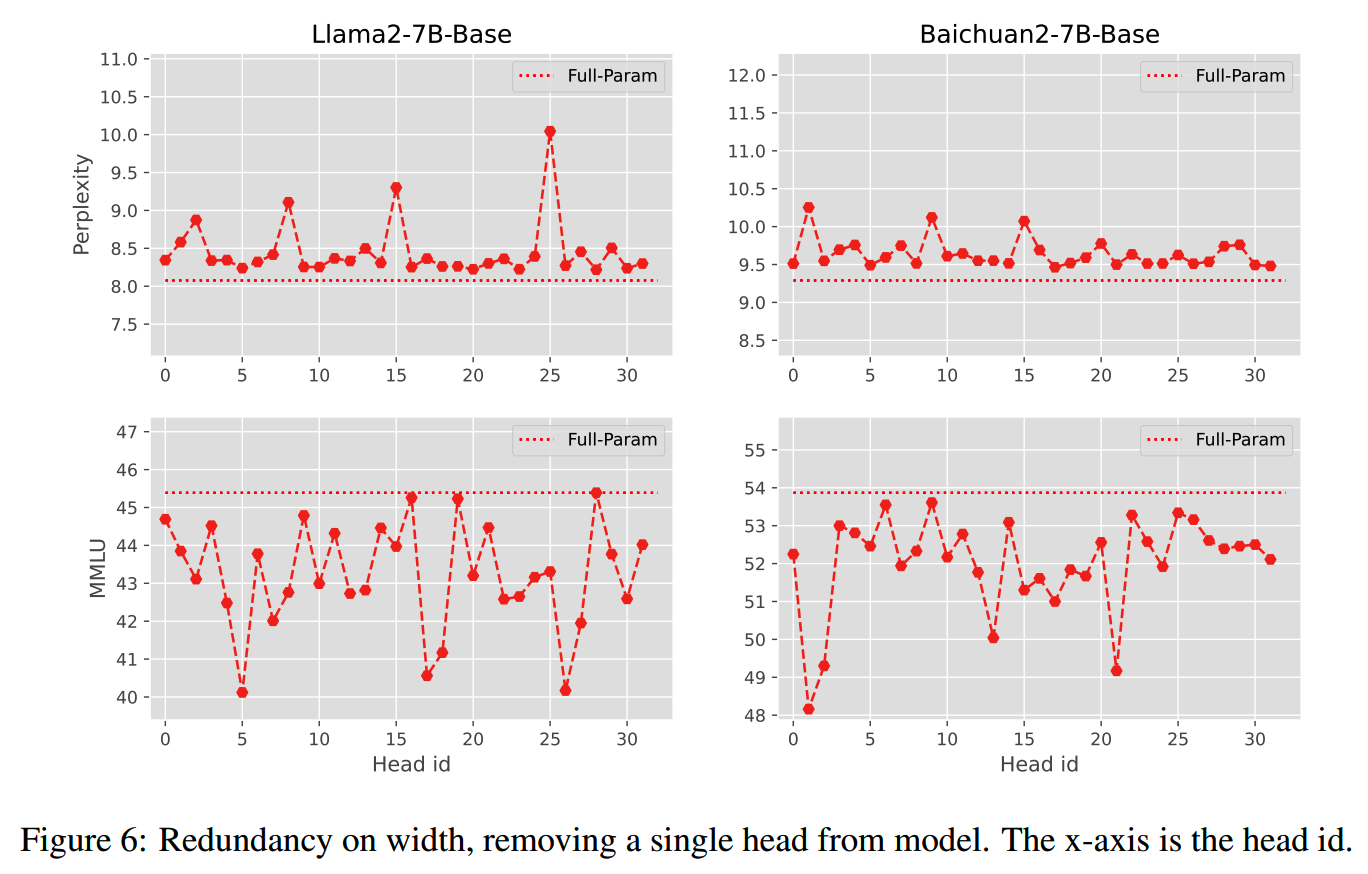 Llama2-7B-Base
Baichuan2-7B-Base
Perplexity
11.0
10.5
10.0
9.5
9.0
8.5
8.0
7.5
Full-Param
0 5 10 15 20 25 30
12.0
11.5
11.0
10.5
10.0
9.5
9.0
8.5
Full-Param
0 5 10 15 20 25 30
MMLU
47
46
45
44
43
42
41
40
Full-Param
0 5 10 15 20 25 30
Head id
55
54
53
52
51
50
49
48
Full-Param
0 5 10 15 20 25 30
Head id
Figure 6: Redundancy on width, removing a single head from model. The x-axis is the head id.